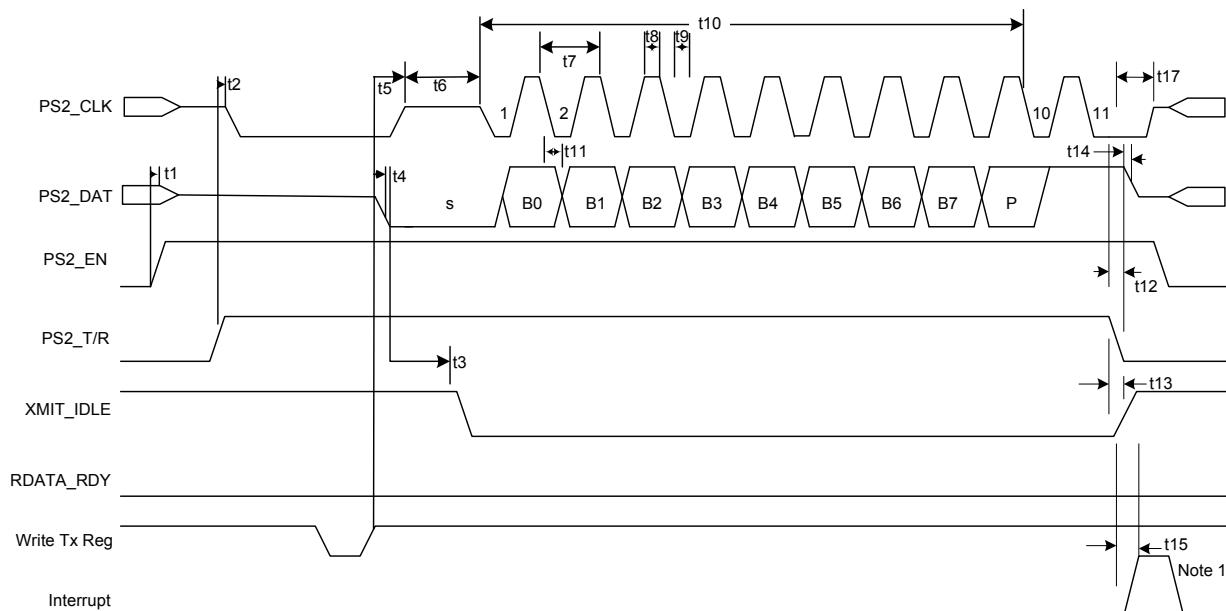 t10
t8 t9
t7
t5 t6
t2 t17
PS2_CLK 1 2 10 11
t11 t14
t1 t4
PS2_DAT s B0 B1 B2 B3 B4 B5 B6 B7 P
PS2_EN
t12
PS2_T/R
t3
t13
XMIT_IDLE
RDATA_RDY
Write Tx Reg
t15
Note 1
Interrupt